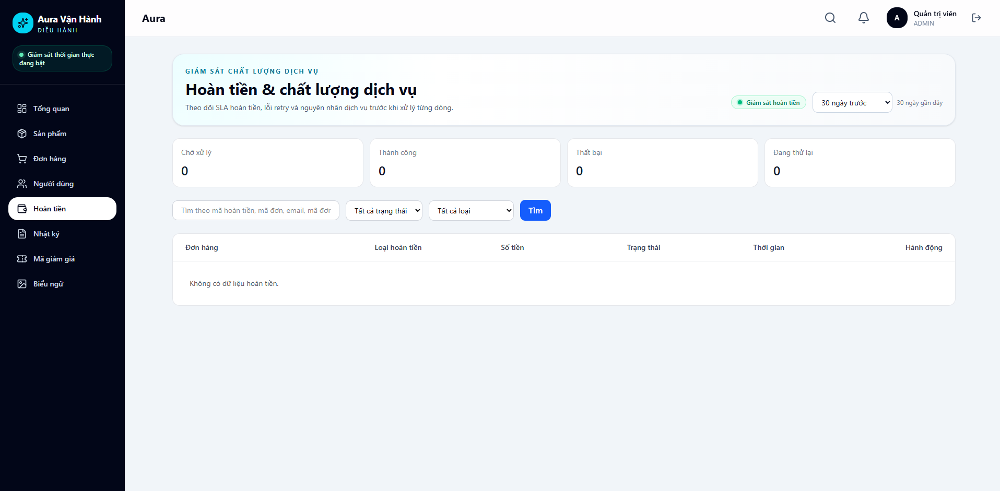 Aura Vận Hành
ĐIỀU HÀNH
Giám sát thời gian thực
đang bật
Tổng quan
Sản phẩm
Đơn hàng
Người dùng
Hoàn tiền
Nhật ký
Mã giảm giá
Biểu ngữ
Aura
A
Quản trị viên
ADMIN
GIÁM SÁT CHẤT LƯỢNG DỊCH VỤ
Hoàn tiền & chất lượng dịch vụ
Theo dõi SLA hoàn tiền, lỗi retry và nguyên nhân dịch vụ trước khi xử lý từng dòng.
Giám sát hoàn tiền
30 ngày trước
30 ngày gần đây
Chờ xử lý
0
Thành công
0
Thất bại
0
Đang thử lại
0
Tìm theo mã hoàn tiền, mã đơn, email, mã đơn
Tất cả trạng thái
Tất cả loại
Tìm
Đơn hàng
Loại hoàn tiền
Số tiền
Trạng thái
Thời gian
Hành động
Không có dữ liệu hoàn tiền.